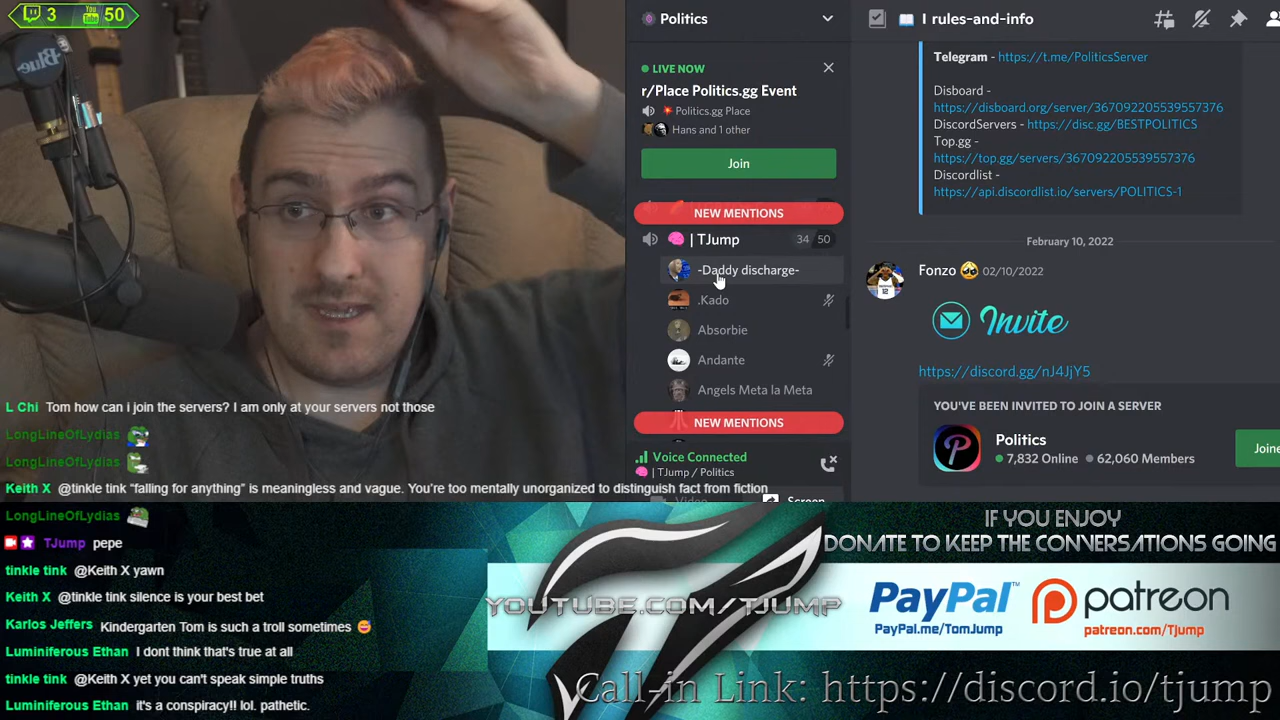 3 You Tube 50
Blue
L Chi Tom how can i join the servers? I am only at your servers not those
LongLineOfLydias
LongLineOfLydias
Keith X @tinkle tink "falling for anything" is meaningless and vague. You're too mentally unorganized to distinguish fact from fiction
LongLineOfLydias
TJump pepe
tinkle tink @Keith X yawn
Keith X @tinkle tink silence is your best bet
Karlos Jeffers Kindergarten Tom is such a troll sometimes 😅
Luminiferous Ethan I dont think that's true at all
tinkle tink @Keith X yet you can't speak simple truths
Luminiferous Ethan it's a conspiracy!! lol. pathetic.
Politics
LIVE NOW
r/Place Politics.gg Event
Politics.gg Place
Hans and 1 other
Join
NEW MENTIONS
| TJump 34 50
-Daddy discharge-
.Kado
Absorbie
Andante
Angels Meta la Meta
NEW MENTIONS
Voice Connected
| TJump / Politics
Video Screen
| rules-and-info
Telegram - https://t.me/PoliticsServer
Disboard -
https://disboard.org/server/367092205539557376
DiscordServers - https://disc.gg/BESTPOLITICS
Top.gg -
https://top.gg/servers/367092205539557376
Discordlist -
https://api.discordlist.io/servers/POLITICS-1
February 10, 2022
Fonzo 02/10/2022
Invite
https://discord.gg/nJ4JjY5
YOU'VE BEEN INVITED TO JOIN A SERVER
Politics
7,832 Online 62,060 Members
Joine
IF YOU ENJOY
DONATE TO KEEP THE CONVERSATIONS GOING
YOUTUBE.COM/TJUMP
PayPal™
PayPal.me/TomJump
patreon
patreon.com/Tjump
Call-in Link: https://discord.io/tjump